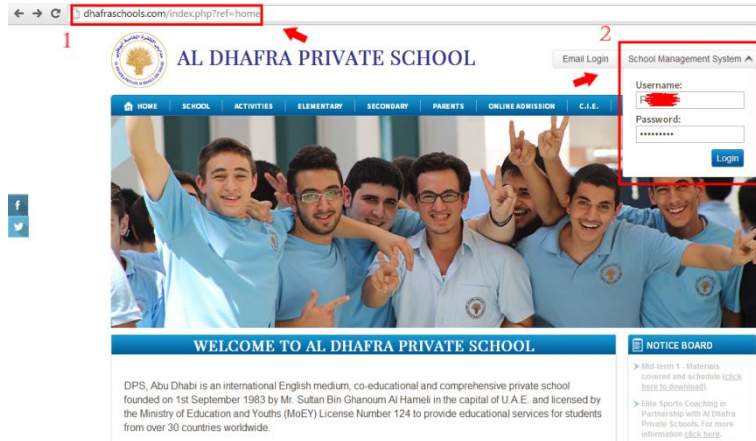 dhafraschools.com/index.php?ref=home
1
2
AL DHAFRA PRIVATE SCHOOL
Email Login
School Management System
Username:
Password:
•••••••••
Login
HOME SCHOOL ACTIVITIES ELEMENTARY SECONDARY PARENTS ONLINE ADMISSION C.I.E.
f
WELCOME TO AL DHAFRA PRIVATE SCHOOL
DPS, Abu Dhabi is an international English medium, co-educational and comprehensive private school
founded on 1st September 1983 by Mr. Sultan Bin Ghanoum Al Hameli in the capital of U.A.E. and licensed by
the Ministry of Education and Youths (MoEY) License Number 124 to provide educational services for students
from over 30 countries worldwide.
NOTICE BOARD
Mid-term 1 - Materials
covered and schedule (click
here to download).
Elite Sports Coaching in
Partnership with Al Dhafra
Private Schools. For more
information click here.